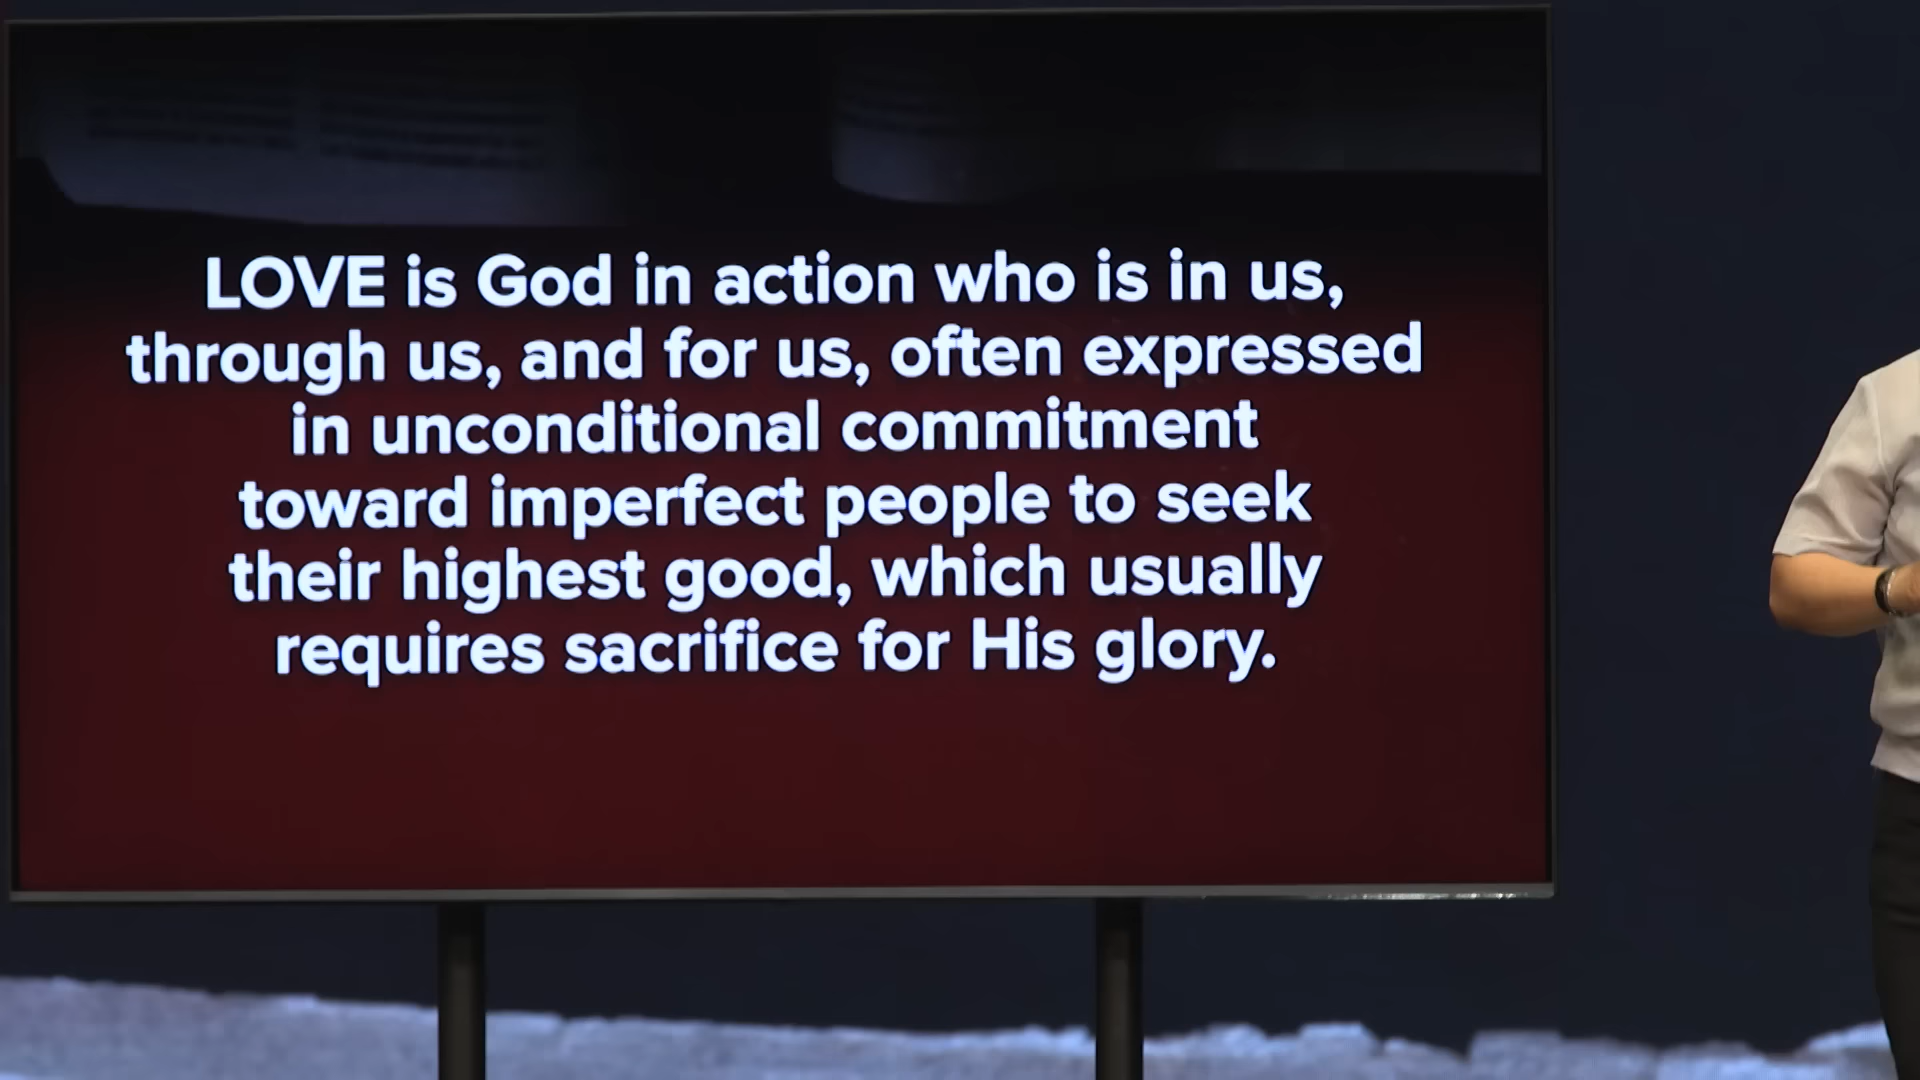 LOVE is God in action who is in us,
through us, and for us, often expressed
in unconditional commitment
toward imperfect people to seek
their highest good, which usually
requires sacrifice for His glory.